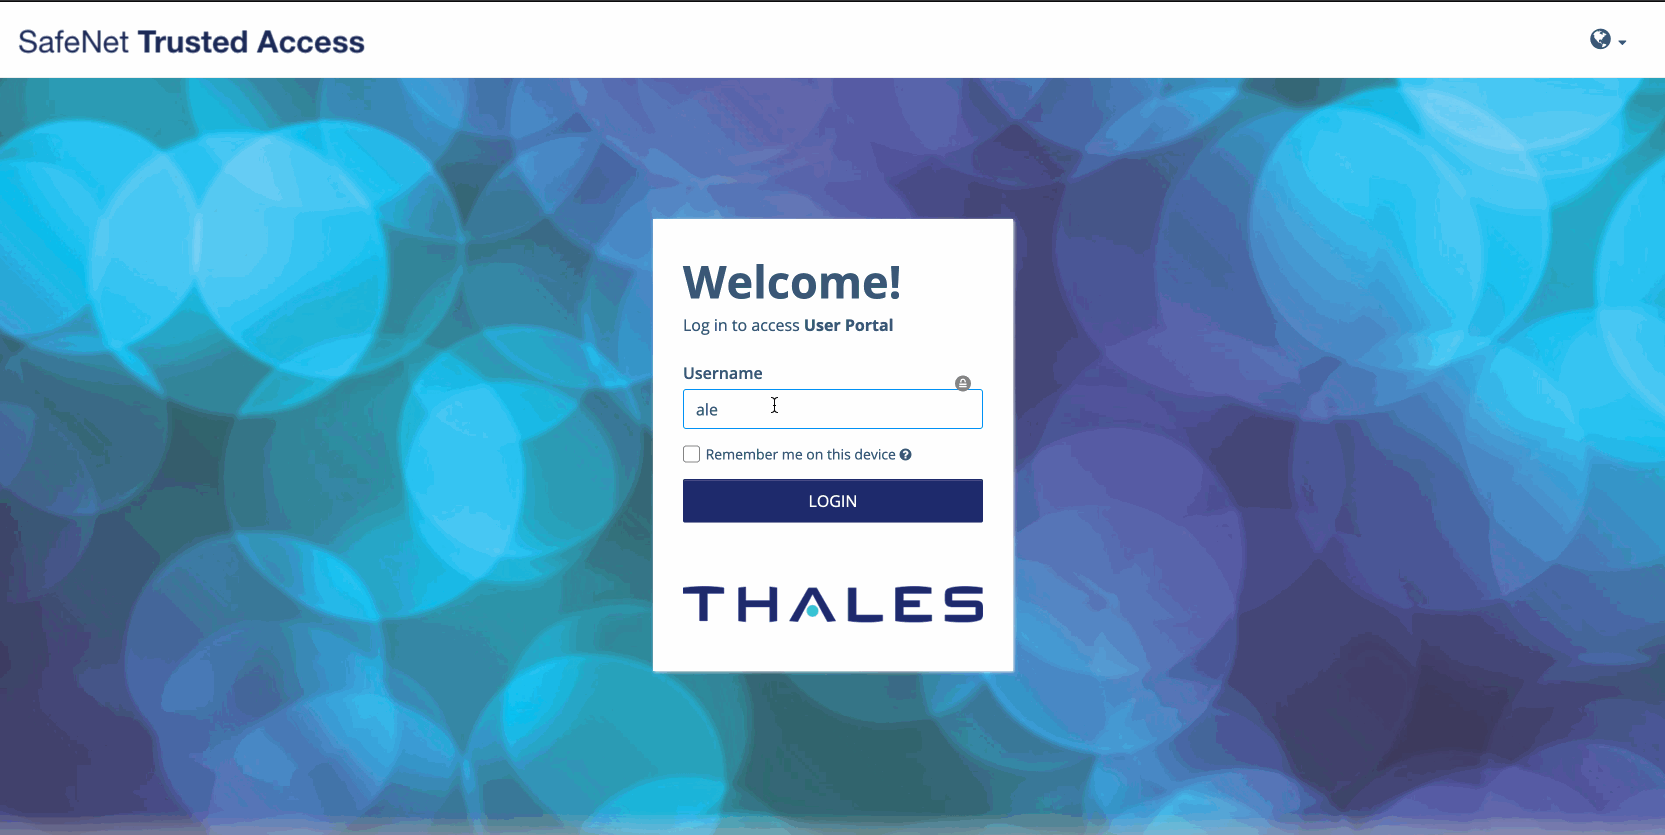 SafeNet Trusted Access
Welcome!
Log in to access User Portal
Username
ale
Remember me on this device
LOGIN
THALES